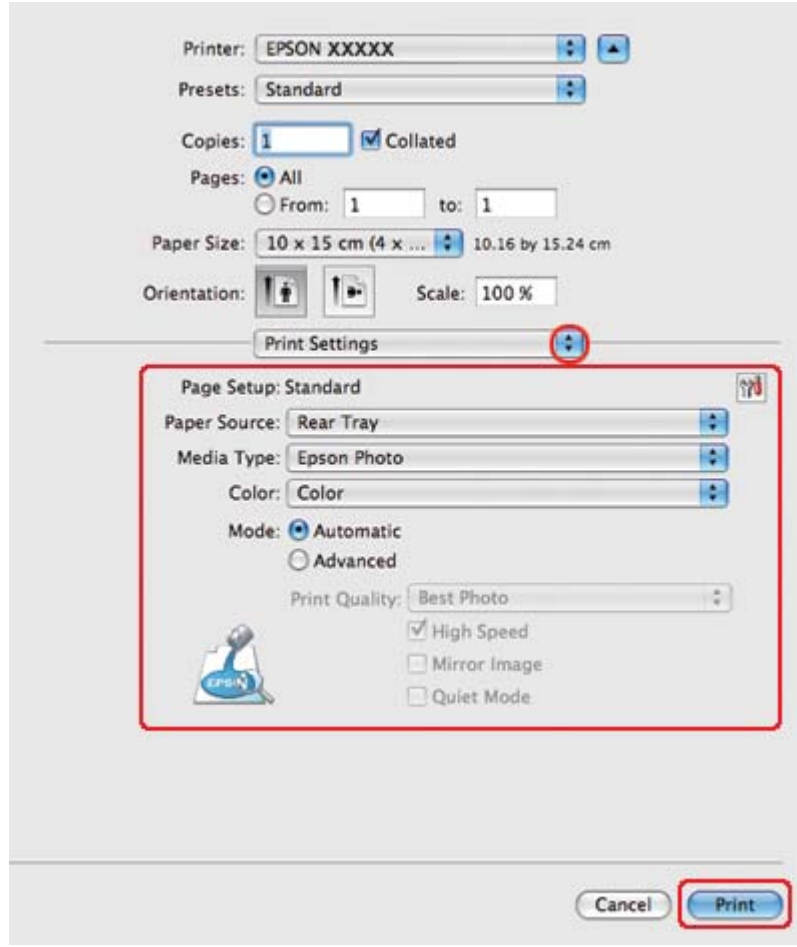 Printer: EPSON XXXXX
Presets: Standard
Copies: 1 Collated
Pages: All
From: 1 to: 1
Paper Size: 10 x 15 cm (4 x ... 10.16 by 15.24 cm
Orientation: Scale: 100 %
Print Settings
Page Setup: Standard
Paper Source: Rear Tray
Media Type: Epson Photo
Color: Color
Mode: Automatic
Advanced
Print Quality: Best Photo
High Speed
Mirror Image
Quiet Mode
EPSON
Cancel Print